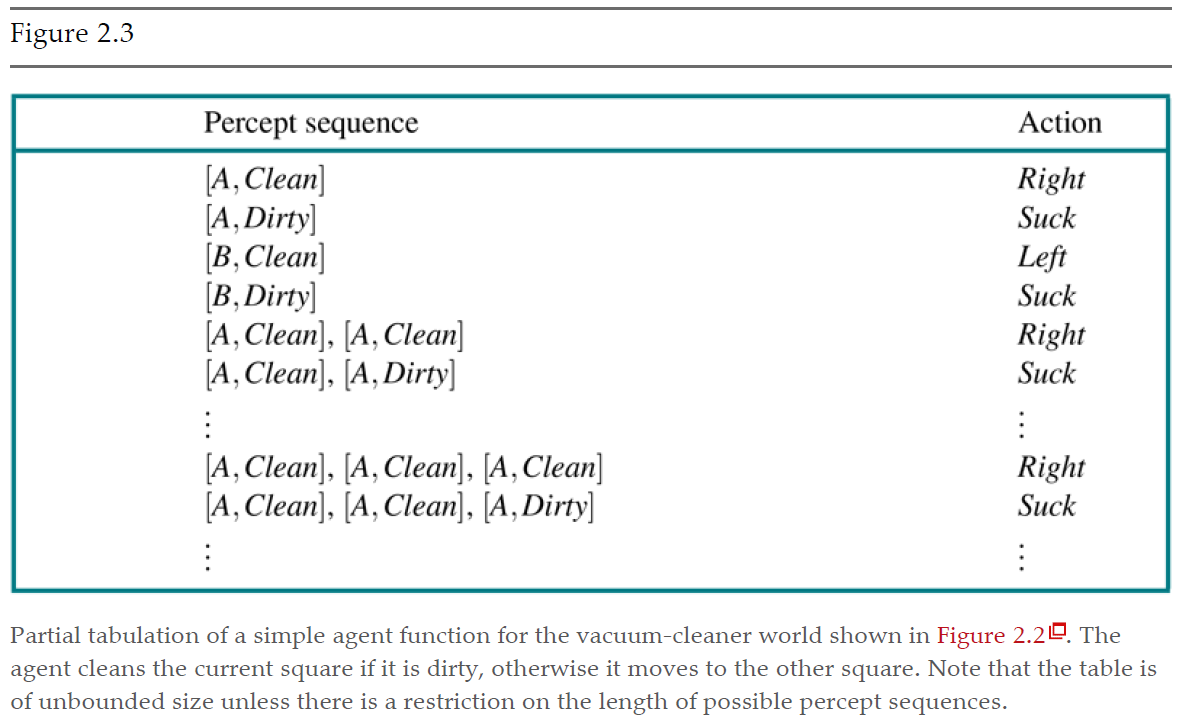 Figure 2.3
Percept sequence Action
[A, Clean] Right
[A, Dirty] Suck
[B, Clean] Left
[B, Dirty] Suck
[A, Clean], [A, Clean] Right
[A, Clean], [A, Dirty] Suck
⋮ ⋮
[A, Clean], [A, Clean], [A, Clean] Right
[A, Clean], [A, Clean], [A, Dirty] Suck
⋮ ⋮
Partial tabulation of a simple agent function for the vacuum-cleaner world shown in Figure 2.2. The
agent cleans the current square if it is dirty, otherwise it moves to the other square. Note that the table is
of unbounded size unless there is a restriction on the length of possible percept sequences.